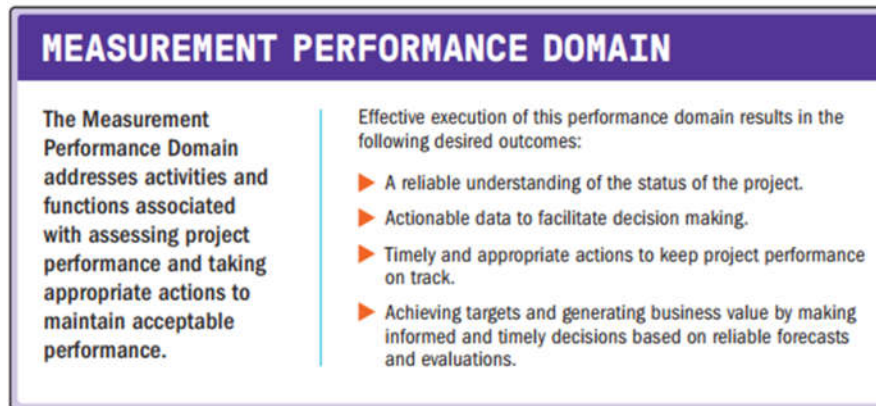 MEASUREMENT PERFORMANCE DOMAIN
The Measurement
Performance Domain
addresses activities and
functions associated
with assessing project
performance and taking
appropriate actions to
maintain acceptable
performance.
Effective execution of this performance domain results in the
following desired outcomes:
A reliable understanding of the status of the project.
Actionable data to facilitate decision making.
Timely and appropriate actions to keep project performance
on track.
Achieving targets and generating business value by making
informed and timely decisions based on reliable forecasts
and evaluations.